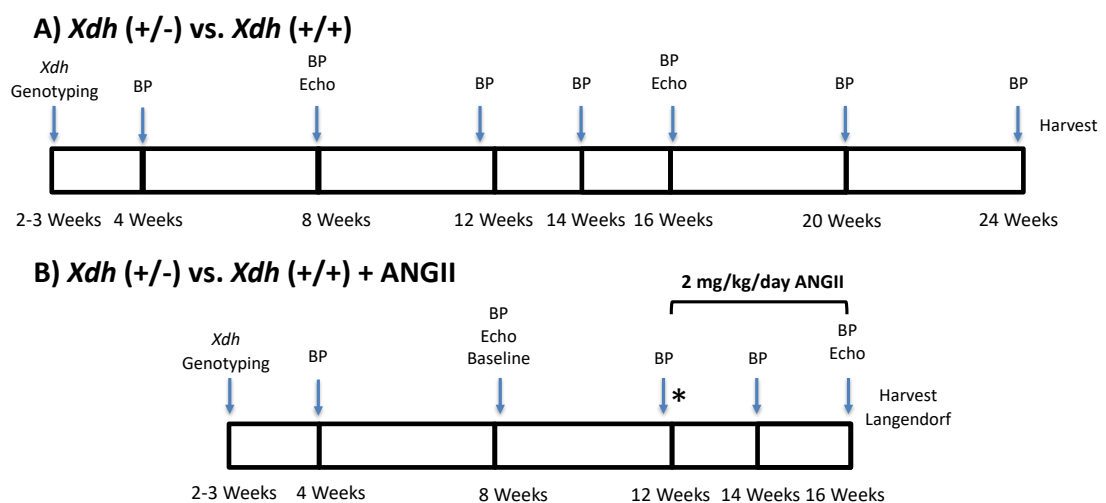 A) Xdh (+/-) vs. Xdh (+/+)
Xdh
Genotyping
BP
BP
Echo
BP
BP
BP
Echo
BP
BP
Harvest
2-3 Weeks
4 Weeks
8 Weeks
12 Weeks
14 Weeks
16 Weeks
20 Weeks
24 Weeks
B) Xdh (+/-) vs. Xdh (+/+) + ANGII
2 mg/kg/day ANGII
Xdh
Genotyping
BP
BP
Echo
Baseline
BP
*
BP
BP
Echo
Harvest
Langendorf
2-3 Weeks
4 Weeks
8 Weeks
12 Weeks
14 Weeks
16 Weeks